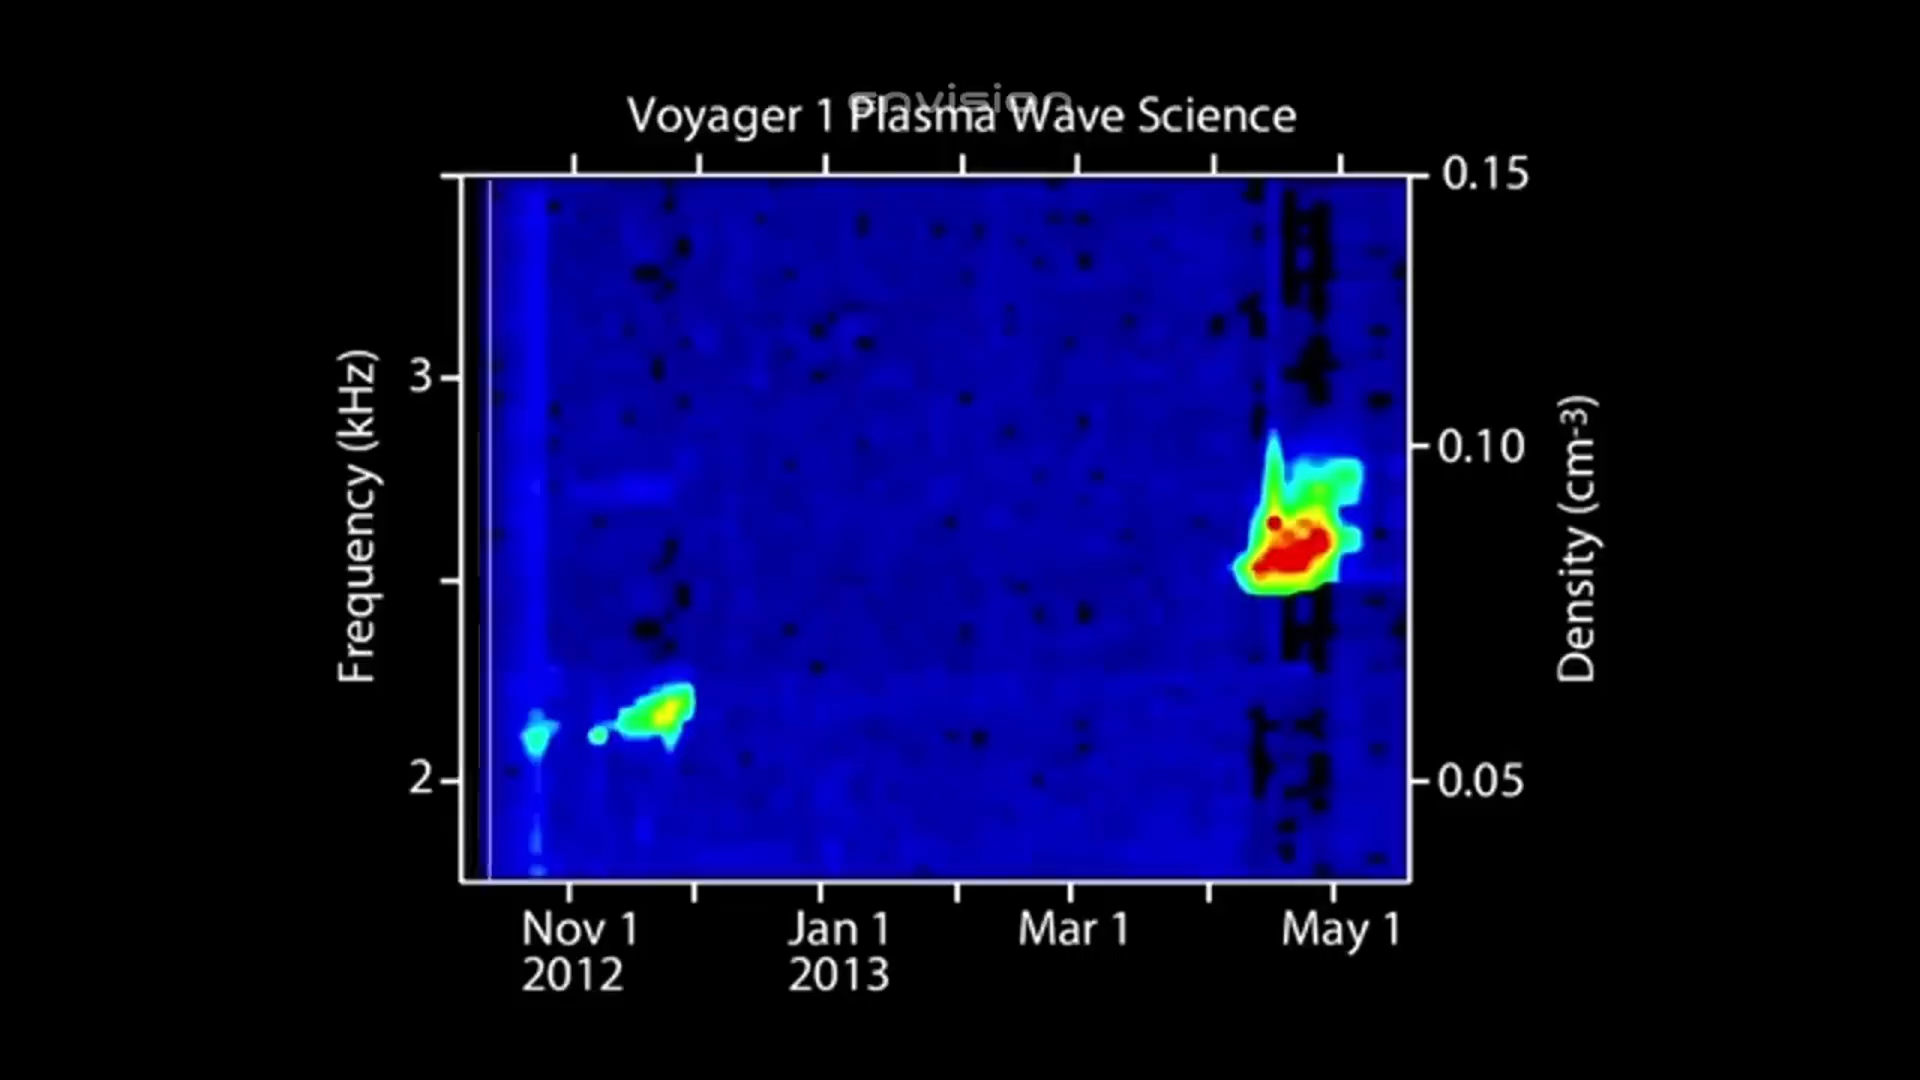 envision
Voyager 1 Plasma Wave Science
0.15
3
0.10
2
0.05
Frequency (kHz)
Density (cm-3)
Nov 1
2012
Jan 1
2013
Mar 1
May 1